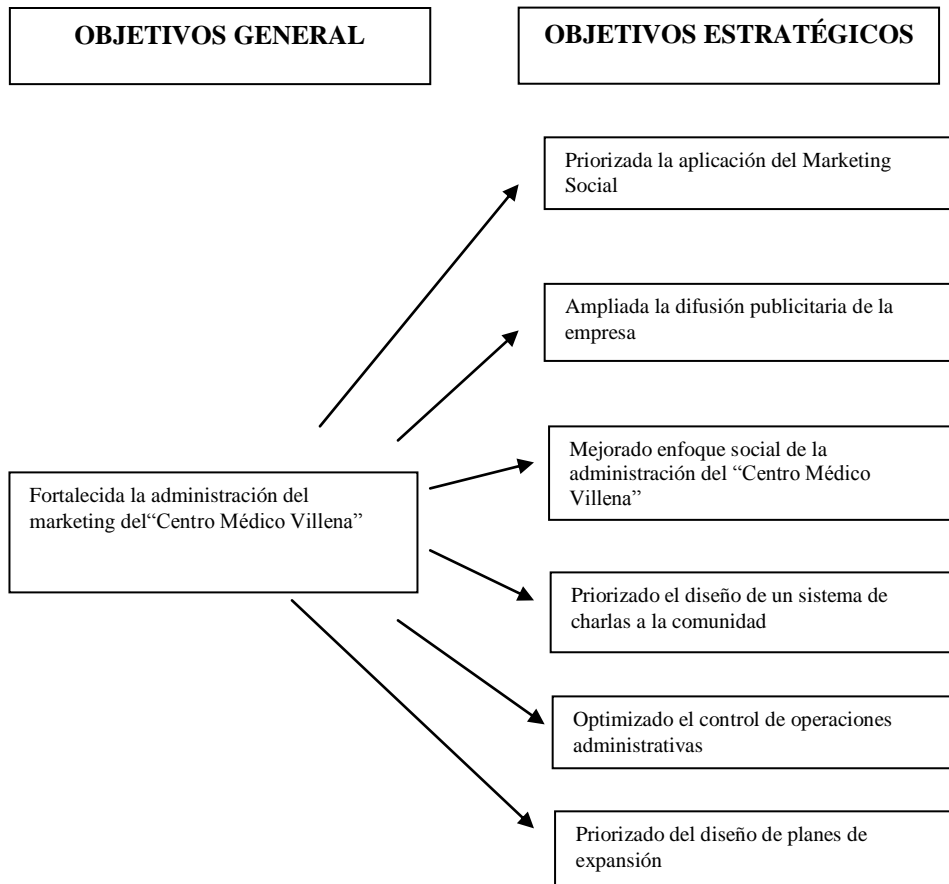 OBJETIVOS GENERAL
OBJETIVOS ESTRATÉGICOS
Priorizada la aplicación del Marketing
Social
Ampliada la difusión publicitaria de la
empresa
Mejorado enfoque social de la
administración del “Centro Médico
Villena”
Fortalecida la administración del
marketing del“Centro Médico Villena”
Priorizado el diseño de un sistema de
charlas a la comunidad
Optimizado el control de operaciones
administrativas
Priorizado del diseño de planes de
expansión